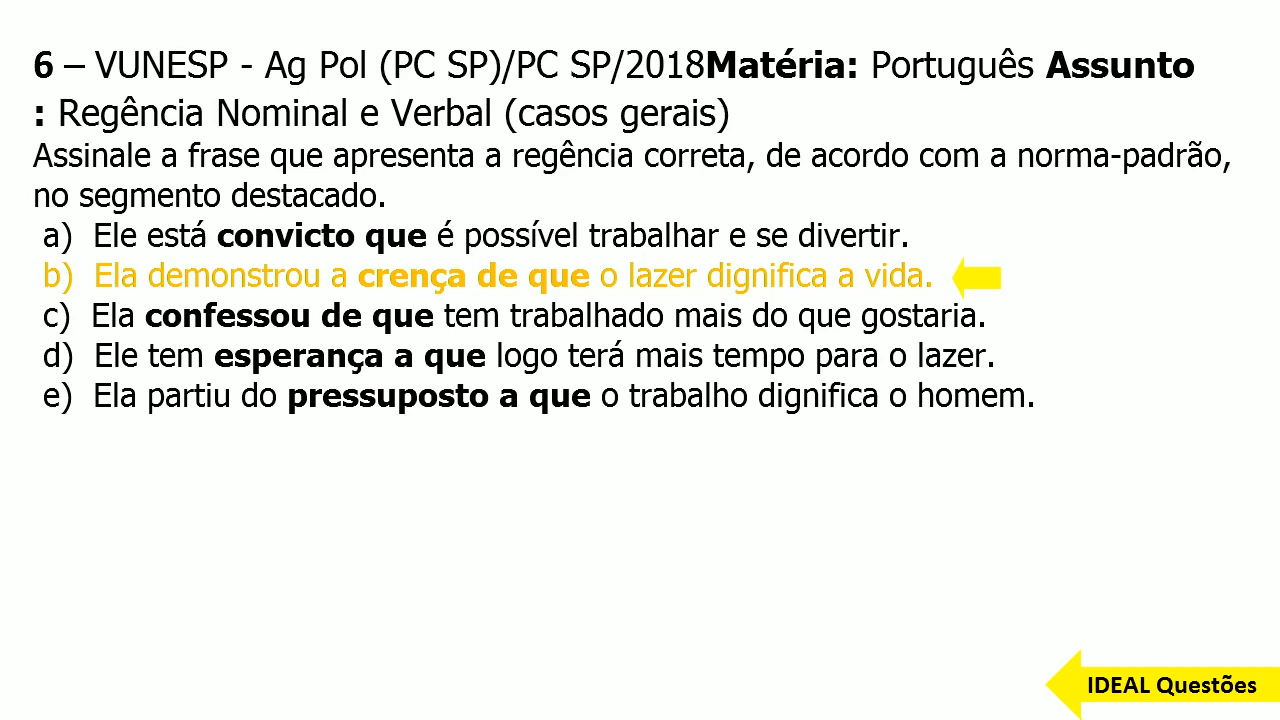 6 – VUNESP - Ag Pol (PC SP)/PC SP/2018Matéria: Português Assunto
: Regência Nominal e Verbal (casos gerais)
Assinale a frase que apresenta a regência correta, de acordo com a norma-padrão,
no segmento destacado.
a) Ele está convicto que é possível trabalhar e se divertir.
b) Ela demonstrou a crença de que o lazer dignifica a vida.
c) Ela confessou de que tem trabalhado mais do que gostaria.
d) Ele tem esperança a que logo terá mais tempo para o lazer.
e) Ela partiu do pressuposto a que o trabalho dignifica o homem.
IDEAL Questões